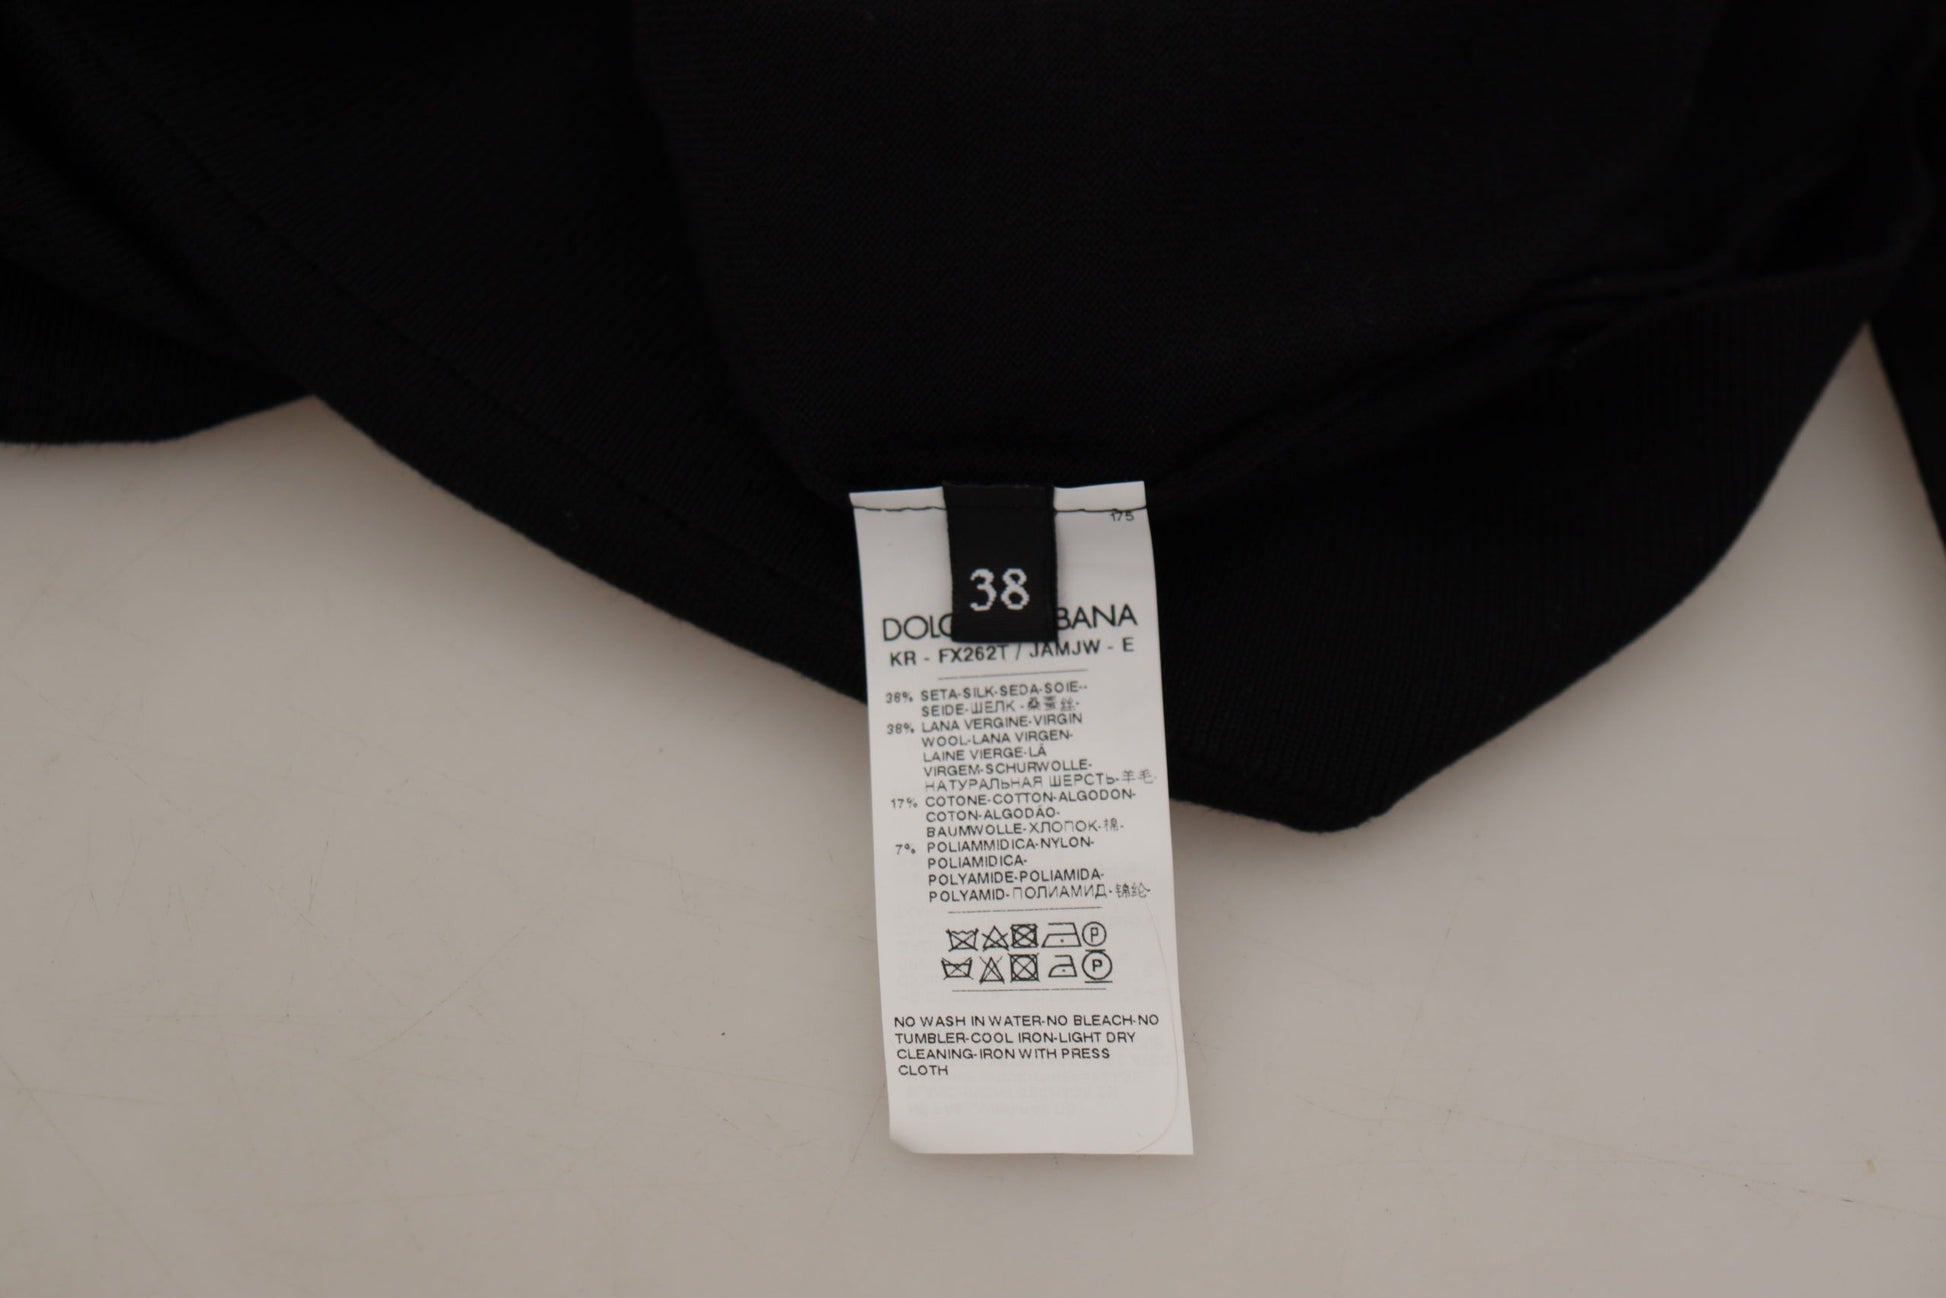 175
38
DOLC BBANA
KR - FX262T / JAMJW - E
38% SETA-SILK-SEDA-SOIE--
SEIDE-ШЕЛК -桑蚕丝-
38% LANA VERGINE-VIRGIN
WOOL-LANA VIRGEN-
LAINE VIERGE-LÃ
VIRGEM-SCHURWOLLE-
НАТУРАЛЬНАЯ ШЕРСТЬ-羊毛-
17% COTONE-COTTON-ALGODON-
COTON-ALGODÃO-
BAUMWOLLE-ХЛОПОК-棉-
7% POLIAMMIDICA-NYLON-
POLIAMIDICA-
POLYAMIDE-POLIAMIDA-
POLYAMID-ПОЛИАМИД-锦纶-
P
P
NO WASH IN WATER-NO BLEACH-NO
TUMBLER-COOL IRON-LIGHT DRY
CLEANING-IRON WITH PRESS
CLOTH